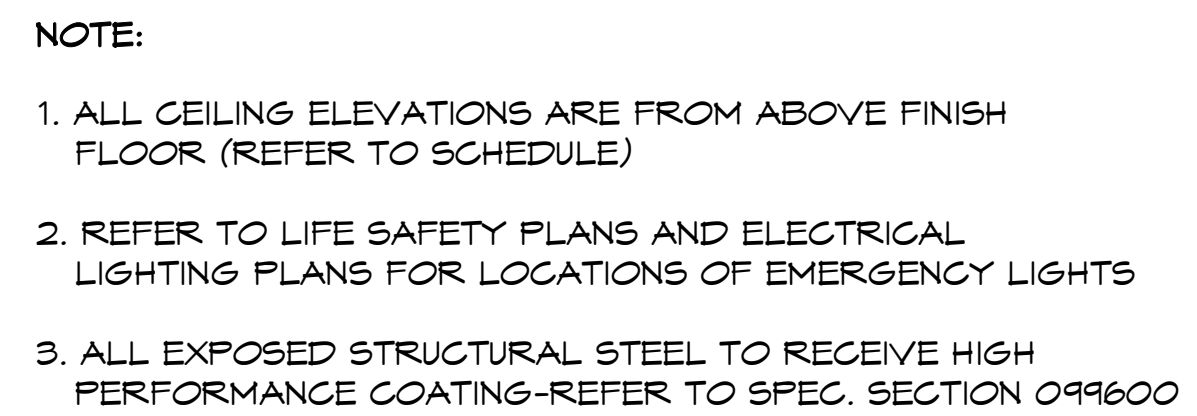 NOTE:
1. ALL CEILING ELEVATIONS ARE FROM ABOVE FINISH
FLOOR (REFER TO SCHEDULE)
2. REFER TO LIFE SAFETY PLANS AND ELECTRICAL
LIGHTING PLANS FOR LOCATIONS OF EMERGENCY LIGHTS
3. ALL EXPOSED STRUCTURAL STEEL TO RECEIVE HIGH
PERFORMANCE COATING-REFER TO SPEC. SECTION 099600